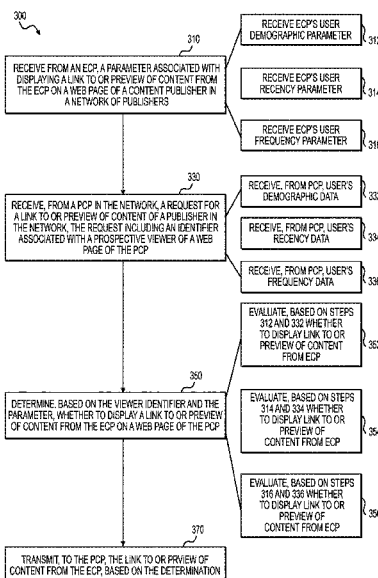 300
310
RECEIVE FROM AN ECP, A PARAMETER ASSOCIATED WITH
DISPLAYING A LINK TO OR PREVIEW OF CONTENT FROM
THE ECP ON A WEB PAGE OF A CONTENT PUBLISHER IN
A NETWORK OF PUBLISHERS
RECEIVE ECP'S USER
DEMOGRAPHIC PARAMETER
312
RECEIVE ECP'S USER
RECENCY PARAMETER
314
RECEIVE ECP'S USER
FREQUENCY PARAMETER
316
330
RECEIVE, FROM A PCP IN THE NETWORK, A REQUEST FOR
A LINK TO OR PREVIEW OF CONTENT OF A PUBLISHER IN
THE NETWORK, THE REQUEST INCLUDING AN IDENTIFIER
ASSOCIATED WITH A PROSPECTIVE VIEWER OF A WEB
PAGE OF THE PCP
RECEIVE, FROM PCP, USER'S
DEMOGRAPHIC DATA
332
RECEIVE, FROM PCP, USER'S
RECENCY DATA
334
RECEIVE, FROM PCP, USER'S
FREQUENCY DATA
336
350
DETERMINE, BASED ON THE VIEWER IDENTIFIER AND THE
PARAMETER, WHETHER TO DISPLAY A LINK TO OR PREVIEW
OF CONTENT FROM THE ECP ON A WEB PAGE OF THE PCP
EVALUATE, BASED ON STEPS
312 AND 332 WHETHER
TO DISPLAY LINK TO OR
PREVIEW OF CONTENT
FROM ECP
352
EVALUATE, BASED ON STEPS
314 AND 334 WHETHER
TO DISPLAY LINK TO OR
PREVIEW OF
CONTENT FROM ECP
354
EVALUATE, BASED ON STEPS
316 AND 336 WHETHER
TO DISPLAY LINK TO OR
PREVIEW OF
CONTENT FROM ECP
356
370
TRANSMIT, TO THE PCP, THE LINK TO OR PRVIEW OF
CONTENT FROM THE ECP, BASED ON THE DETERMINATION